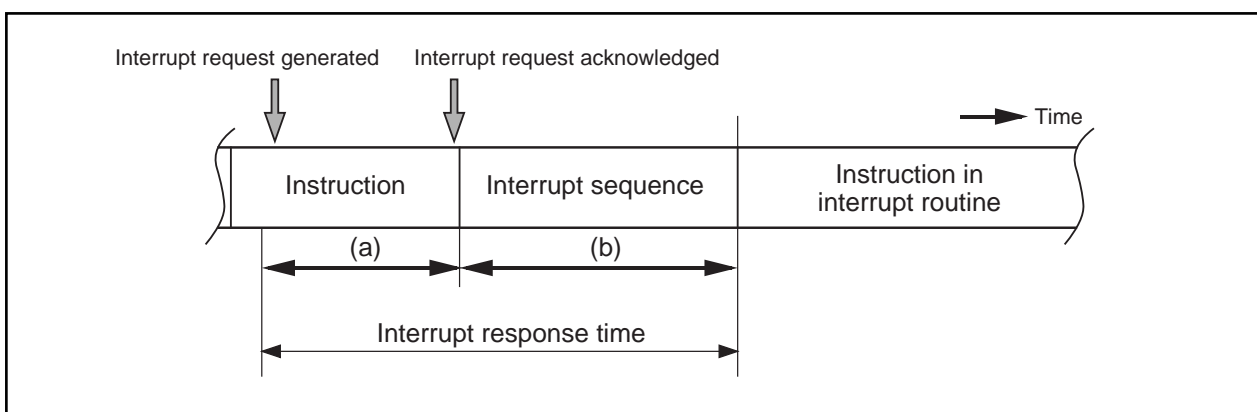 Interrupt request generated
Interrupt request acknowledged
Time
Instruction
Interrupt sequence
Instruction in
interrupt routine
(a)
(b)
Interrupt response time